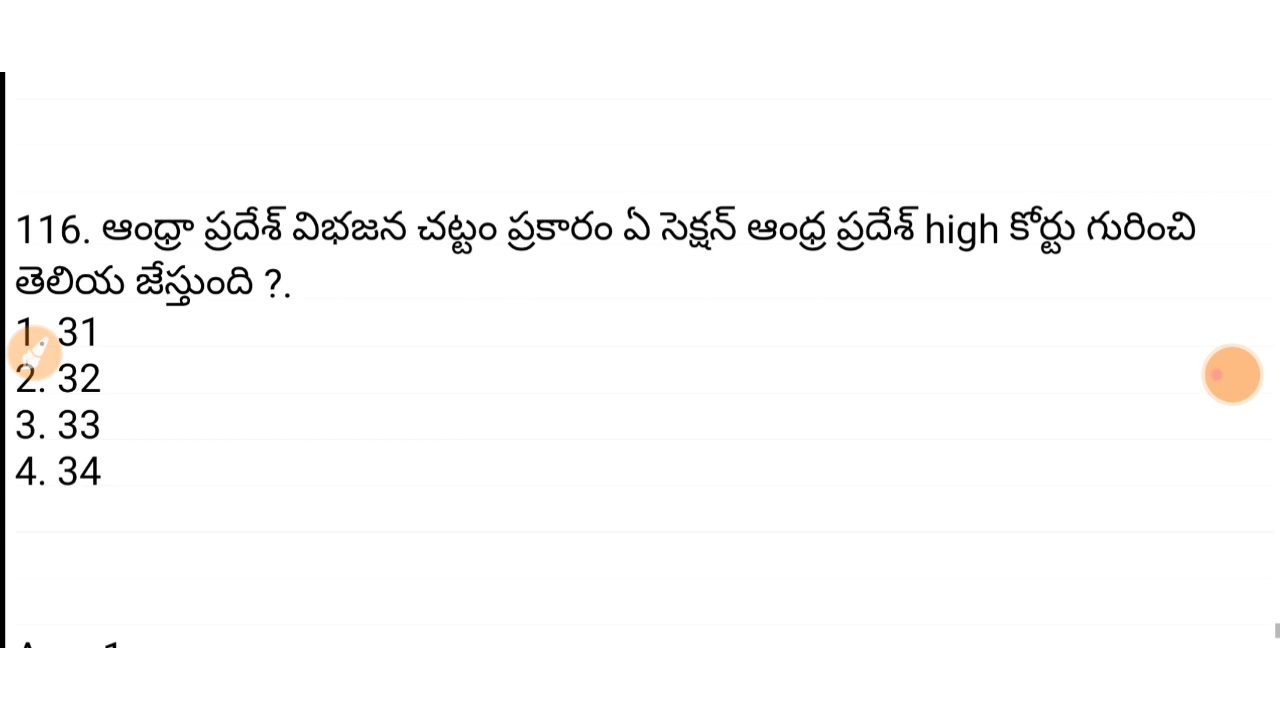 116. ఆంధ్రా ప్రదేశ్ విభజన చట్టం ప్రకారం ఏ సెక్షన్ ఆంధ్ర ప్రదేశ్ high కోర్టు గురించి
తెలియ జేస్తుంది ?.
1. 31
2. 32
3. 33
4. 34